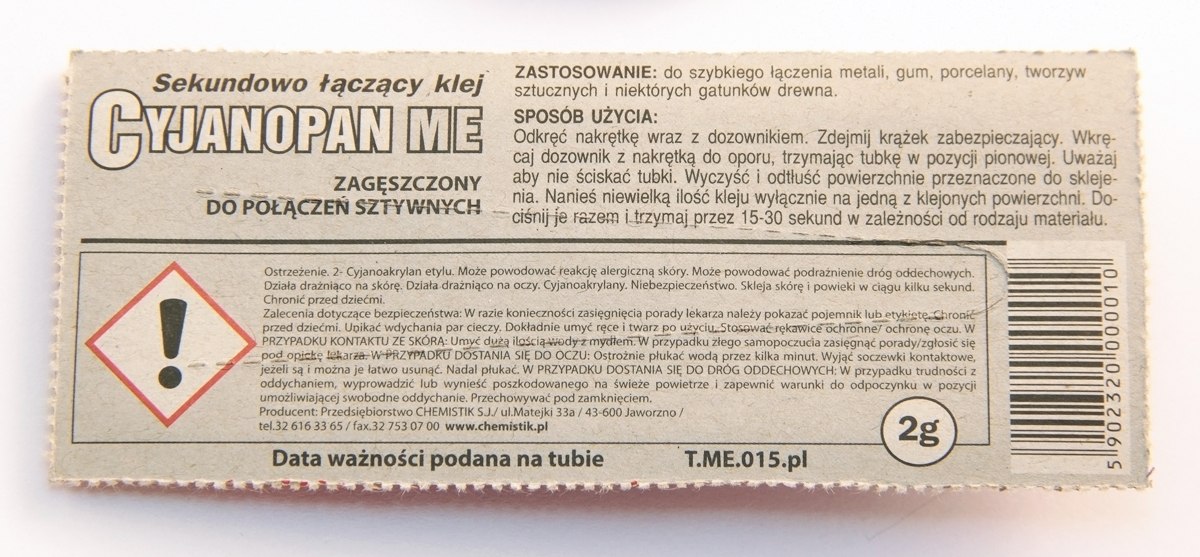 Sekundowo łączący klej
CYJANOPAN ME
ZAGĘSZCZONY
DO POŁĄCZEŃ SZTYWNYCH
ZASTOSOWANIE: do szybkiego łączenia metali, gum, porcelany, tworzyw
sztucznych i niektórych gatunków drewna.
SPOSÓB UŻYCIA:
Odkręć nakrętkę wraz z dozownikiem. Zdejmij krążek zabezpieczający. Wkrę-
caj dozownik z nakrętką do oporu, trzymając tubkę w pozycji pionowej. Uważaj
aby nie ściskać tubki. Wyczyść i odtłuść powierzchnie przeznaczone do skleje-
nia. Nanieś niewielką ilość kleju wyłącznie na jedną z klejonych powierzchni. Do-
ciśnij je razem i trzymaj przez 15-30 sekund w zależności od rodzaju materiału.
Ostrzeżenie. 2- Cyjanoakrylan etylu. Może powodować reakcję alergiczną skóry. Może powodować podrażnienie dróg oddechowych.
Działa drażniąco na skórę. Działa drażniąco na oczy. Cyjanoakrylany. Niebezpieczeństwo. Skleja skórę i powieki w ciągu kilku sekund.
Chronić przed dziećmi.
Zalecenia dotyczące bezpieczeństwa: W razie konieczności zasięgnięcia porady lekarza należy pokazać pojemnik lub etykietę. Chronić
przed dziećmi. Unikać wdychania par cieczy. Dokładnie umyć ręce i twarz po użyciu. Stosować rękawice ochronne/ ochronę oczu. W
PRZYPADKU KONTAKTU ZE SKÓRĄ: Umyć dużą ilością wody z mydłem. W przypadku złego samopoczucia zasięgnąć porady/zgłosić się
pod opiekę lekarza. W PRZYPADKU DOSTANIA SIĘ DO OCZU: Ostrożnie płukać wodą przez kilka minut. Wyjąć soczewki kontaktowe,
jeżeli są i można je łatwo usunąć. Nadal płukać. W PRZYPADKU DOSTANIA SIĘ DO DRÓG ODDECHOWYCH: W przypadku trudności z
oddychaniem, wyprowadzić lub wynieść poszkodowanego na świeże powietrze i zapewnić warunki do odpoczynku w pozycji
umożliwiającej swobodne oddychanie. Przechowywać pod zamknięciem.
Producent: Przedsiębiorstwo CHEMISTIK S.J./ ul.Matejki 33a / 43-600 Jaworzno /
tel.32 616 33 65 / fax.32 753 07 00 www.chemistik.pl
2g
Data ważności podana na tubie
T.ME.015.pl
5 902320 000010